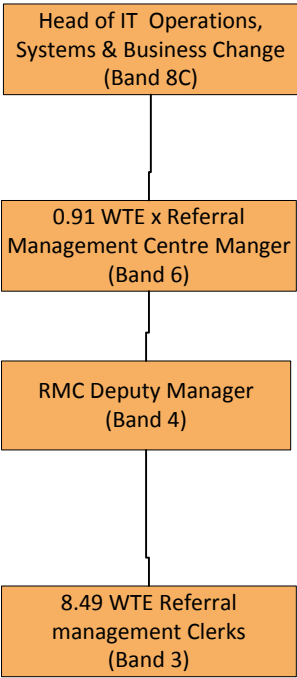 Head of IT  Operations,
Systems & Business Change
(Band 8C)
0.91 WTE x Referral
Management Centre Manger
(Band 6)
RMC Deputy Manager
(Band 4)
8.49 WTE Referral
management Clerks
(Band 3)